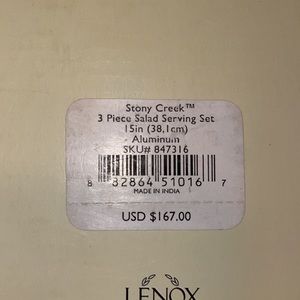 Stony Creek™
3 Piece Salad Serving Set
15in (38,1cm)
Aluminum
SKU# 847316
8 82864 51016 7
MADE IN INDIA
USD $167.00
LENOX